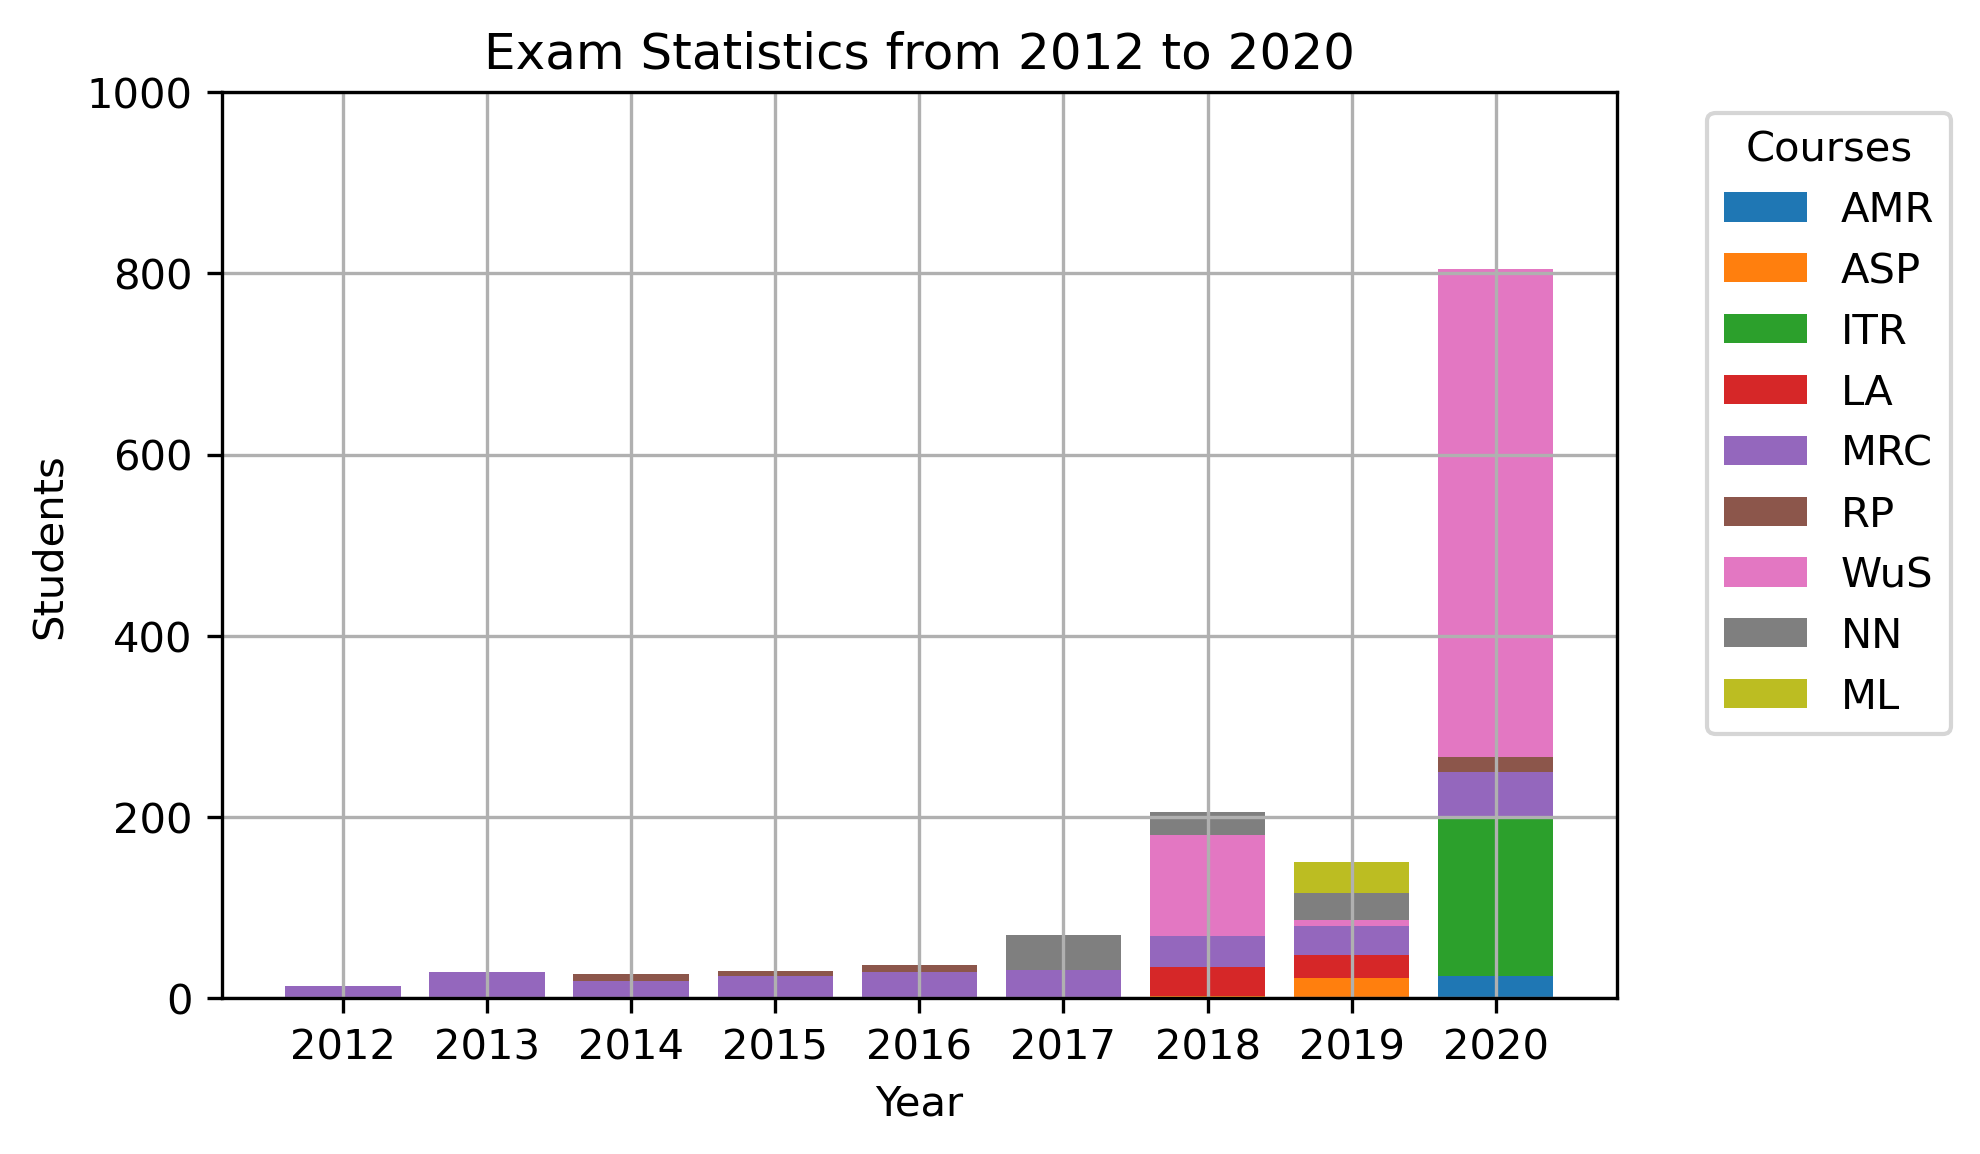 Exam Statistics from 2012 to 2020
1000
800
600
400
200
0
Students
2012 2013 2014 2015 2016 2017 2018 2019 2020
Year
Courses
AMR
ASP
ITR
LA
MRC
RP
WuS
NN
ML